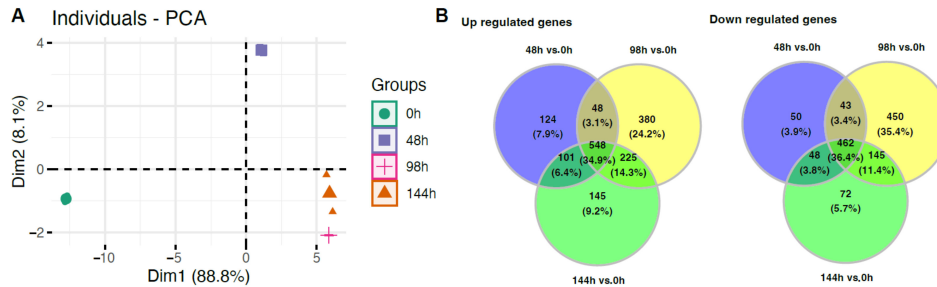 A
Individuals - PCA
4
2
0
−2
−10
−5
0
5
Dim1 (88.8%)
Dim2 (8.1%)
Groups
0h
48h
98h
144h
B
Up regulated genes
48h vs.0h
98h vs.0h
124
(7.9%)
48
(3.1%)
380
(24.2%)
548
(34.9%)
101
(6.4%)
225
(14.3%)
145
(9.2%)
144h vs.0h
Down regulated genes
48h vs.0h
98h vs.0h
50
(3.9%)
43
(3.4%)
450
(35.4%)
462
(36.4%)
48
(3.8%)
145
(11.4%)
72
(5.7%)
144h vs.0h